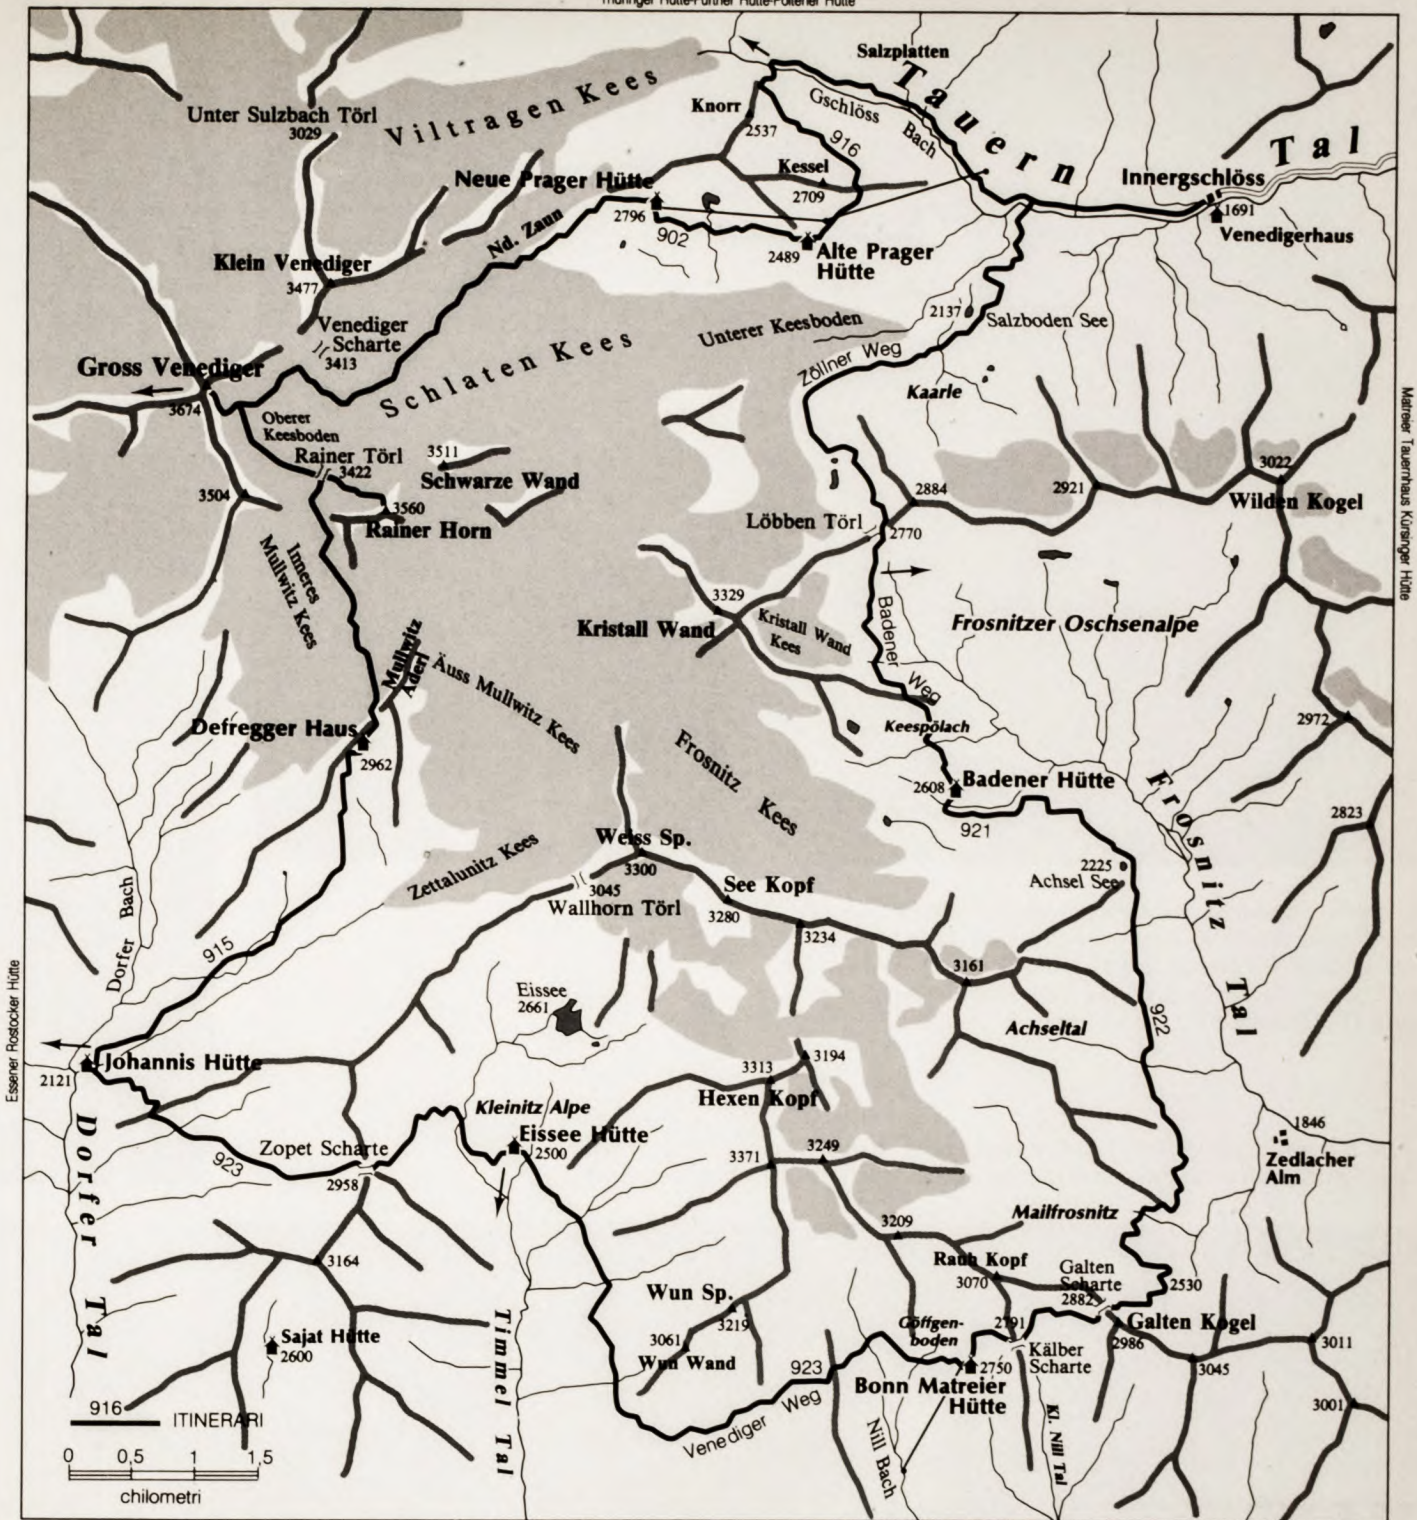 Thüringer Hütte-Fürther Hütte-Pöltener Hütte
Salzplatten
Tauern Tal
Unter Sulzbach Törl
3029
Viltragen Kees
Knorr
2537
Gschlöss
Bach
916
Kessel
2709
Innergschlöss
1691
Venedigerhaus
Neue Prager Hütte
2796
902
2489
Alte Prager
Hütte
Nd. Zaun
Klein Venediger
3477
Venediger
Scharte
3413
Schlaten Kees
Unterer Keesboden
2137
Salzboden See
Zöllner Weg
Kaarle
Gross Venediger
3674
Oberer
Keesboden
Rainer Törl
3422
3511
Schwarze Wand
3504
3560
Rainer Horn
2884
2921
3022
Wilden Kogel
Löbben Törl
2770
Matreier Tauernhaus Kürsinger Hütte
Inneres
Mullwitz Kees
3329
Kristall Wand
Kristall Wand
Kees
Badener
Weg
Frosnitzer Oschsenalpe
Mullwitz
Aderl
Äuss Mullwitz Kees
Defregger Haus
2962
Frosnitz
Kees
Keespölach
2972
2608
Badener Hütte
921
Frosnitz
Tal
2823
Weiss Sp.
3300
3045
Wallhorn Törl
Zettalunitz Kees
See Kopf
3280
3234
2225
Achsel See
Dorfer Bach
915
3161
Achseltal
922
Eissee
2661
Essener Rostocker Hütte
Johannis Hütte
2121
3194
3313
Hexen Kopf
Kleinitz Alpe
Eissee Hütte
2500
Zopet Scharte
2958
923
3371
3249
1846
Zedlacher
Alm
Dorfer Tal
Mailfrosnitz
3209
3164
Rauh Kopf
3070
Galten
Scharte
2882
2530
Wun Sp.
3219
3061
Wun Wand
Sajat Hütte
2600
Timmel Tal
Göffgen-
boden
2791
Galten Kogel
2986
3011
Kälber
Scharte
3045
923
2750
Bonn Matreier
Hütte
3001
Venediger Weg
Nill Bach
Kl. Nill Tal
916 ITINERARI
0 0,5 1 1,5
chilometri